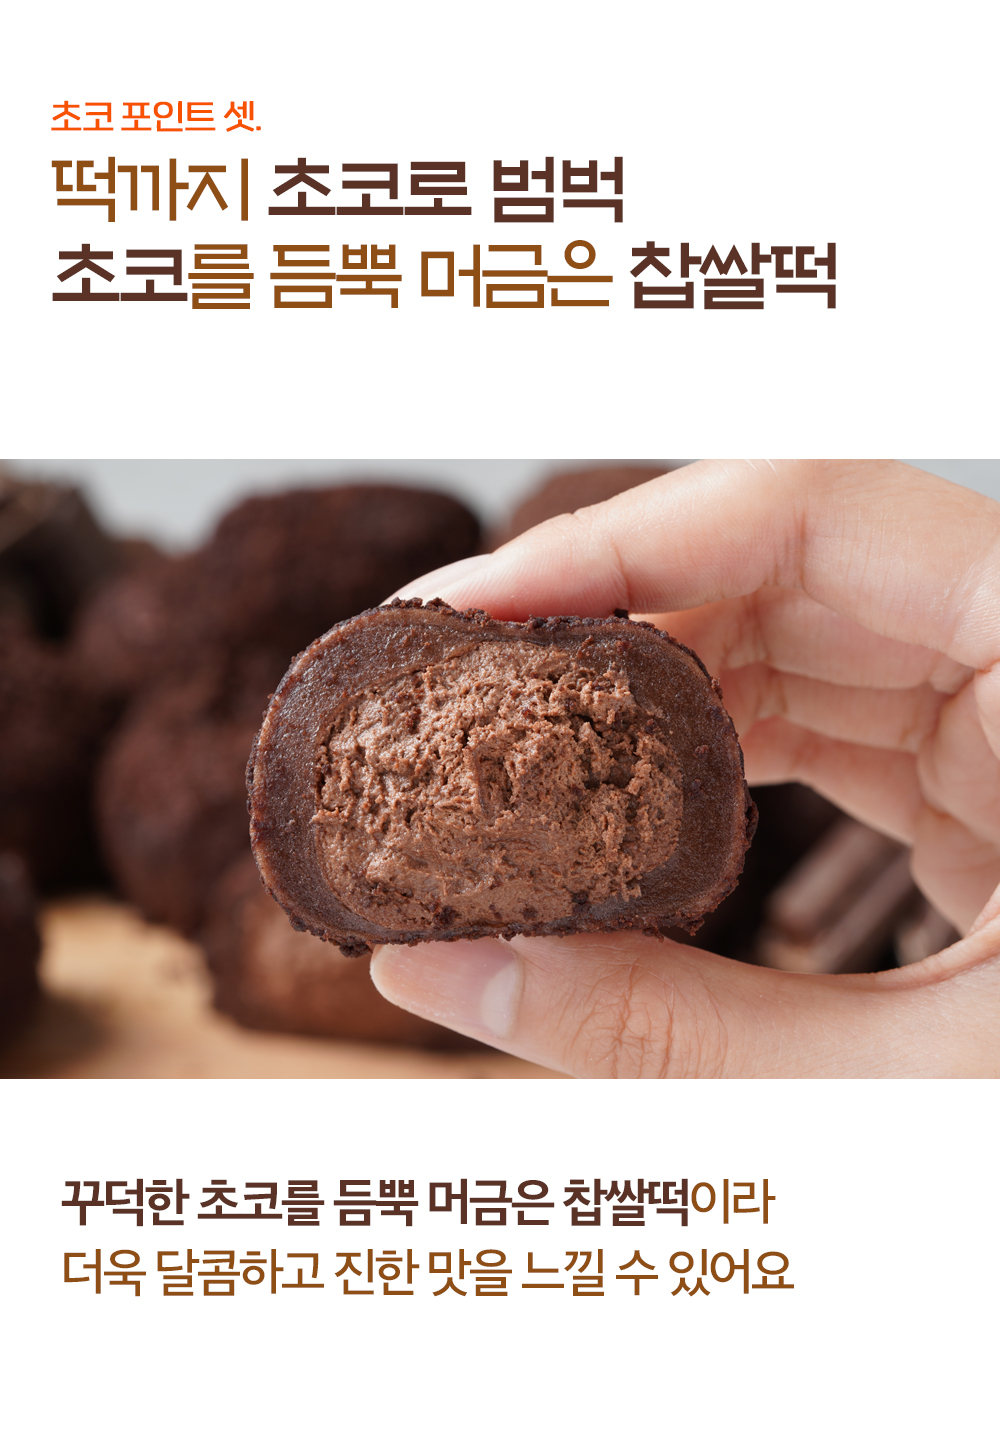 초코 포인트 셋.
떡까지 초코로 범벅
초코를 듬뿍 머금은 찹쌀떡
꾸덕한 초코를 듬뿍 머금은 찹쌀떡이라
더욱 달콤하고 진한 맛을 느낄 수 있어요